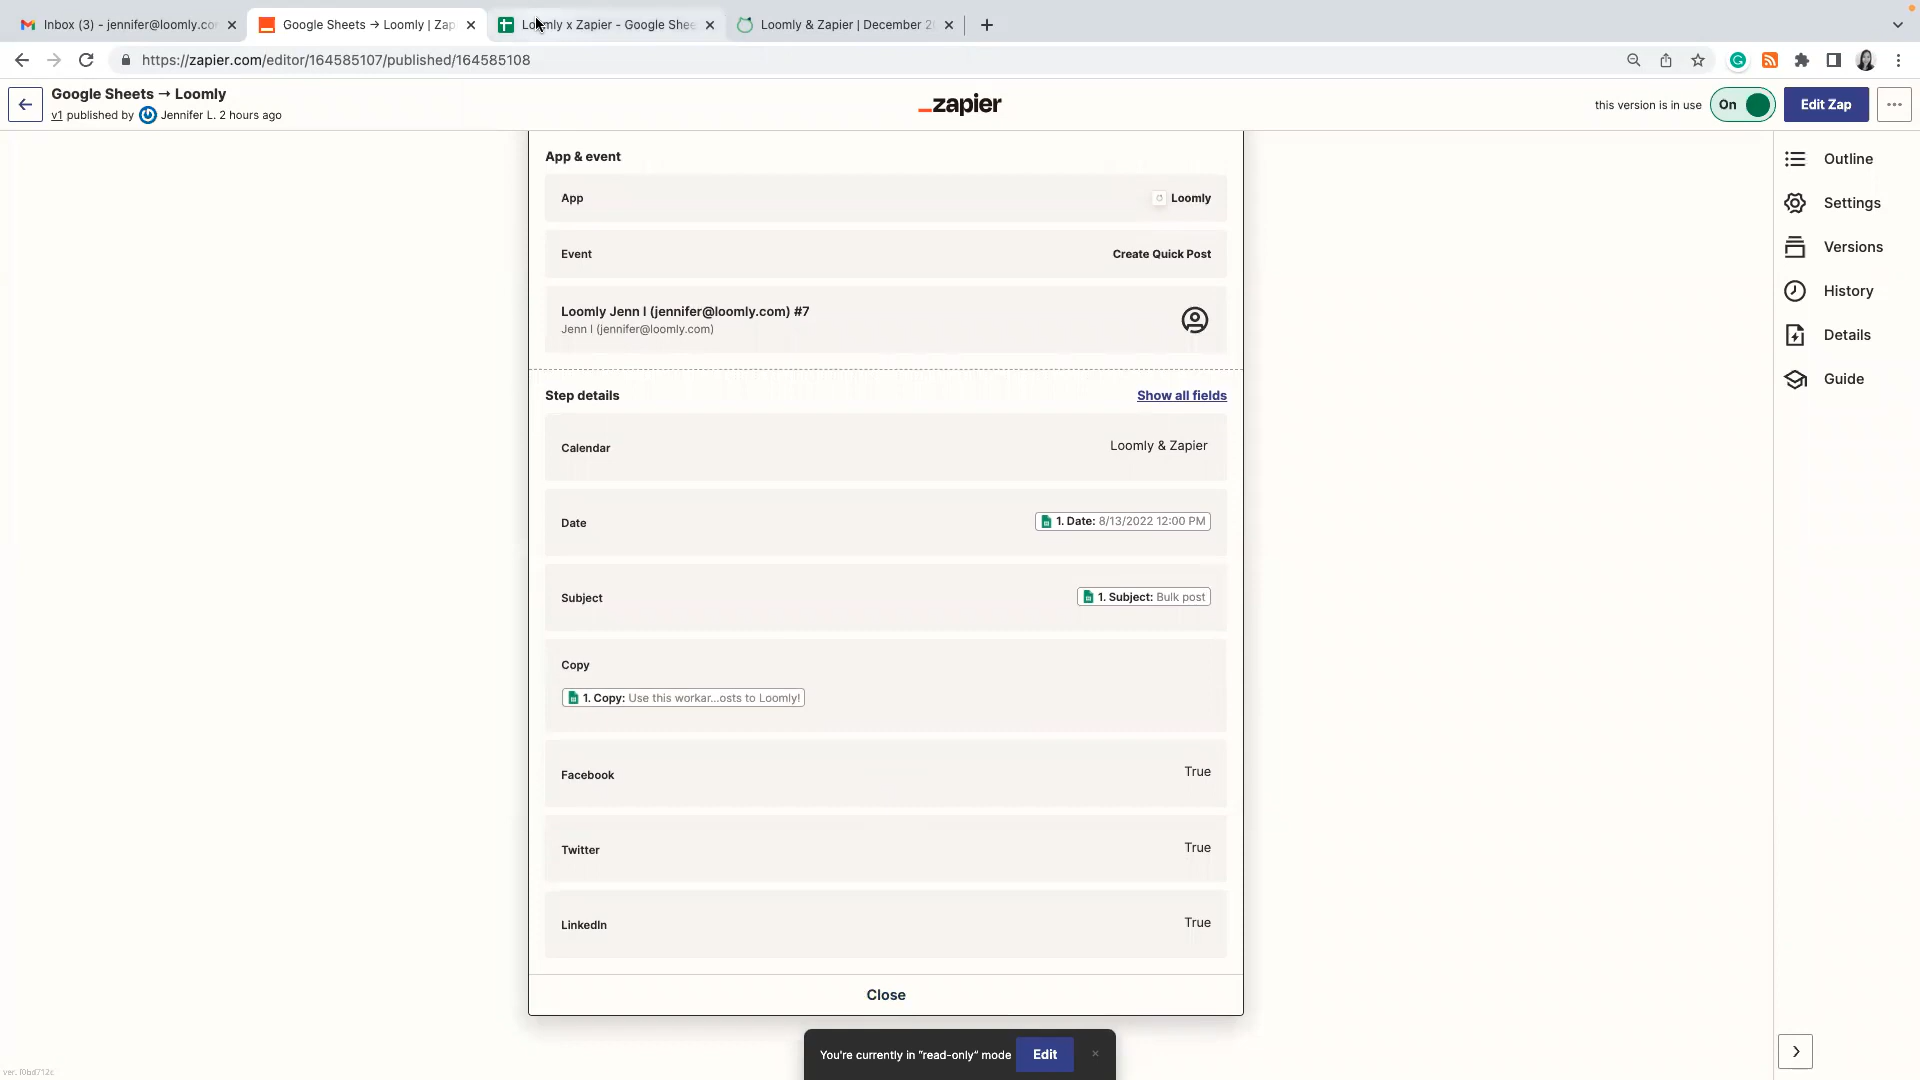 Inbox (3) - jennifer@loomly.co
Google Sheets → Loomly | Zap
Loomly x Zapier - Google Shee
Loomly & Zapier | December 2
https://zapier.com/editor/164585107/published/164585108
Google Sheets → Loomly
v1 published by Jennifer L. 2 hours ago
_zapier
this version is in use
On
Edit Zap
App & event
App
Loomly
Event
Create Quick Post
Loomly Jenn l (jennifer@loomly.com) #7
Jenn l (jennifer@loomly.com)
Step details
Show all fields
Calendar
Loomly & Zapier
Date
1. Date: 8/13/2022 12:00 PM
Subject
1. Subject: Bulk post
Copy
1. Copy: Use this workar...osts to Loomly!
Facebook
True
Twitter
True
LinkedIn
True
Close
You're currently in "read-only" mode
Edit
Outline
Settings
Versions
History
Details
Guide